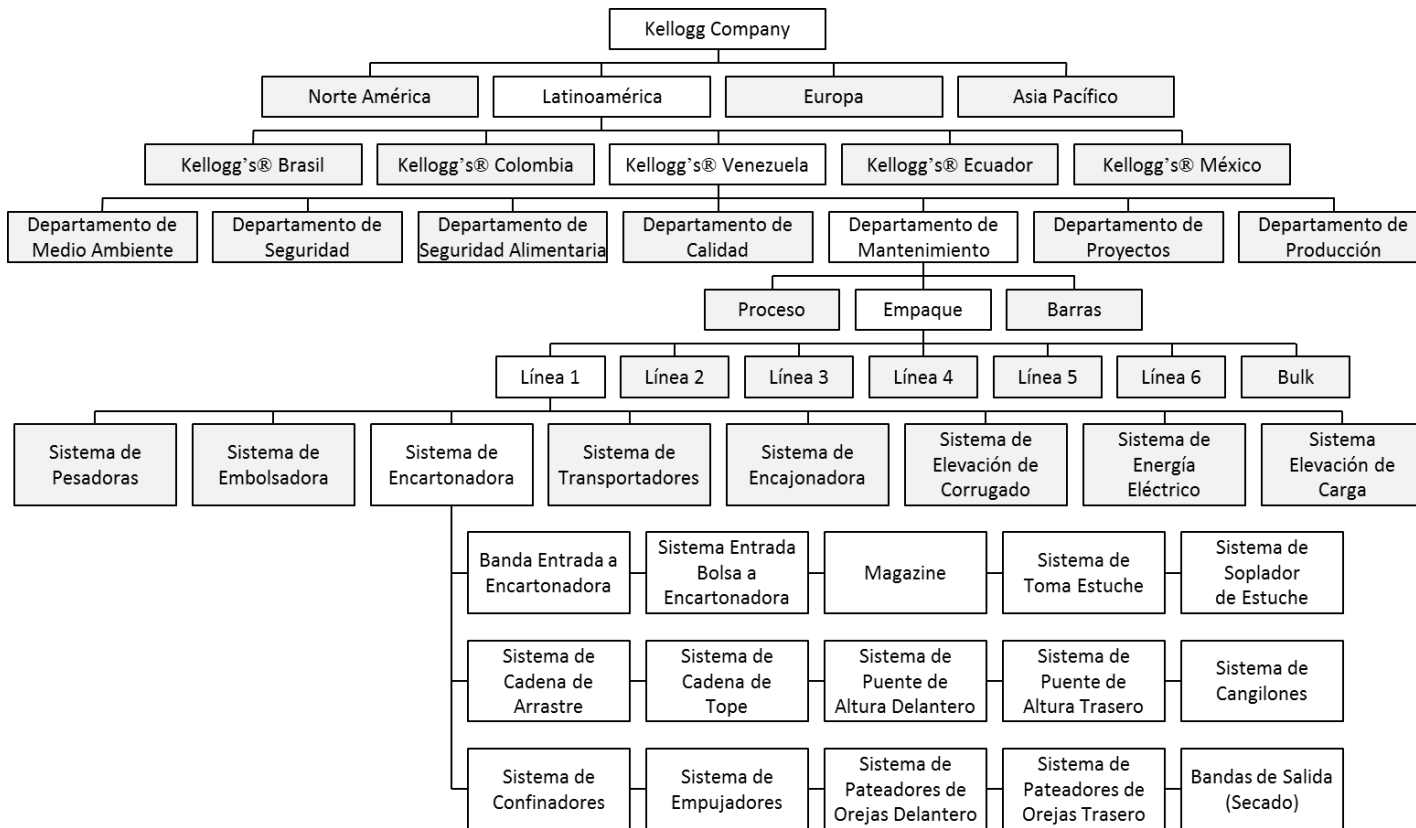 Kellogg Company
Norte América
Latinoamérica
Europa
Asia Pacífico
Kellogg’s® Brasil
Kellogg’s® Colombia
Kellogg’s® Venezuela
Kellogg’s® Ecuador
Kellogg’s® México
Departamento de
Medio Ambiente
Departamento de
Seguridad
Departamento de
Seguridad Alimentaria
Departamento de
Calidad
Departamento de
Mantenimiento
Departamento de
Proyectos
Departamento de
Producción
Proceso
Empaque
Barras
Línea 1
Línea 2
Línea 3
Línea 4
Línea 5
Línea 6
Bulk
Sistema de
Pesadoras
Sistema de
Embolsadora
Sistema de
Encartonadora
Sistema de
Transportadores
Sistema de
Encajonadora
Sistema de
Elevación de
Corrugado
Sistema de
Energía
Eléctrico
Sistema
Elevación de
Carga
Banda Entrada a
Encartonadora
Sistema Entrada
Bolsa a
Encartonadora
Magazine
Sistema de
Toma Estuche
Sistema de
Soplador
de Estuche
Sistema de
Cadena de
Arrastre
Sistema de
Cadena de
Tope
Sistema de
Puente de
Altura Delantero
Sistema de
Puente de
Altura Trasero
Sistema de
Cangilones
Sistema de
Confinadores
Sistema de
Empujadores
Sistema de
Pateadores de
Orejas Delantero
Sistema de
Pateadores de
Orejas Trasero
Bandas de Salida
(Secado)